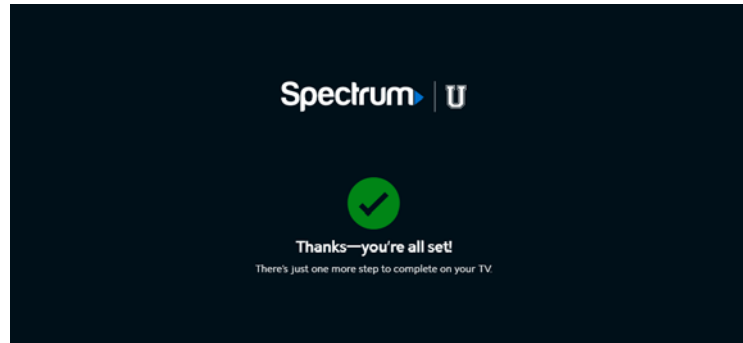 Spectrum U
Thanks—you're all set!
There's just one more step to complete on your TV.